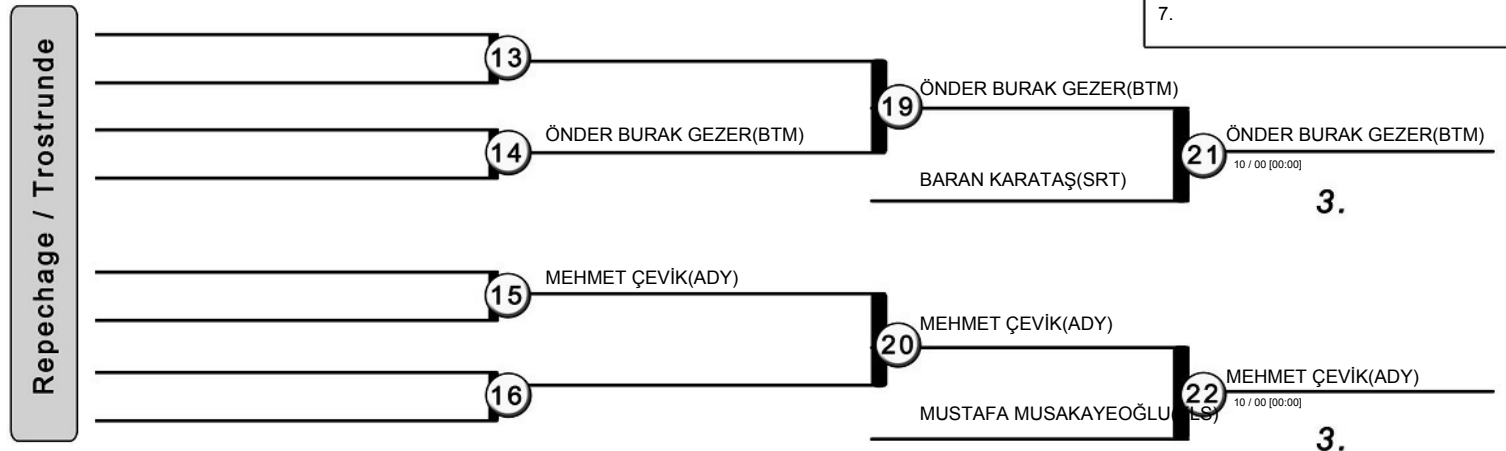 7.
Repechage / Trostrunde
13
19
ÖNDER BURAK GEZER(BTM)
14
ÖNDER BURAK GEZER(BTM)
21
ÖNDER BURAK GEZER(BTM)
10 / 00 [00:00]
BARAN KARATAŞ(SRT)
3.
15
MEHMET ÇEVİK(ADY)
20
MEHMET ÇEVİK(ADY)
16
22
MEHMET ÇEVİK(ADY)
10 / 00 [00:00]
MUSTAFA MUSAKAYEOĞLU(
3.